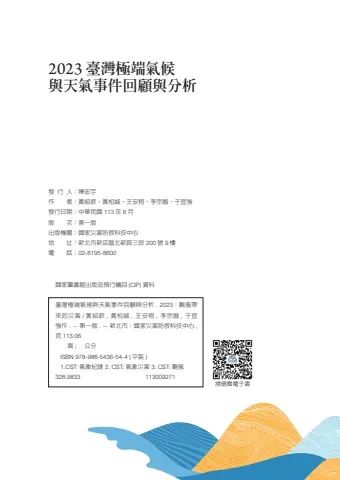 2023 臺灣極端氣候
與天氣事件回顧與分析
發 行 人：陳宏宇
作　　者：黃紹欽、黃柏誠、王安翔、李宗融、于宜強
發行日期：中華民國 113 年 6 月
版　　次：第一版
出版機關：國家災害防救科技中心
地　　址：新北市新店區北新路三段 200 號 9 樓
電　　話：02-8195-8600
國家圖書館出版品預行編目 (CIP) 資料
臺灣極端氣候與天氣事件回顧與分析 . 2023：颱風帶
來的災害 / 黃紹欽 , 黃柏誠 , 王安翔 , 李宗融 , 于宜
強作 . -- 第一版 . -- 新北市：國家災害防救科技中心 ,
民 113.06
面； 公分
ISBN 978-986-5436-54-4 ( 平裝 )
1.CST: 氣象紀錄 2. CST: 氣象災害 3. CST: 颱風
328.9833 113009271
掃碼看電子書